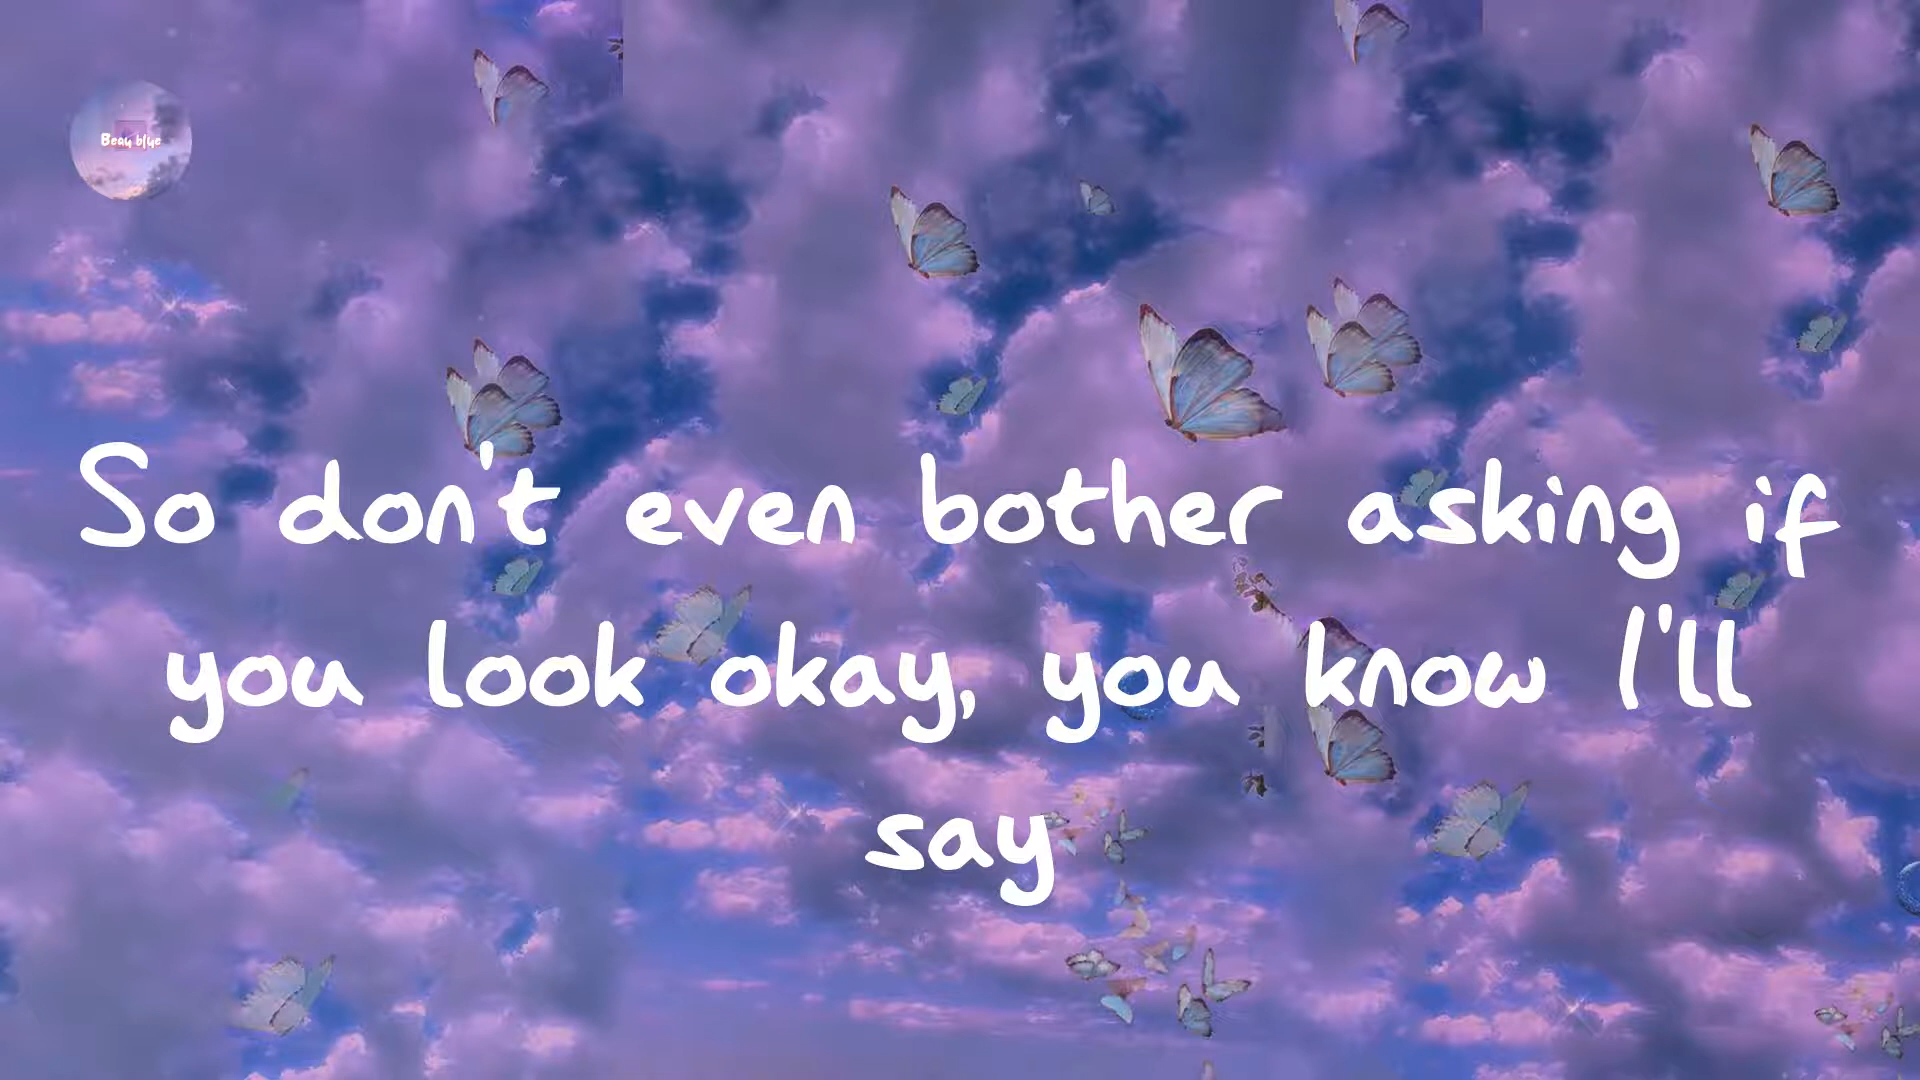 Beau blue
So don't even bother asking if
you look okay, you know I'll
say